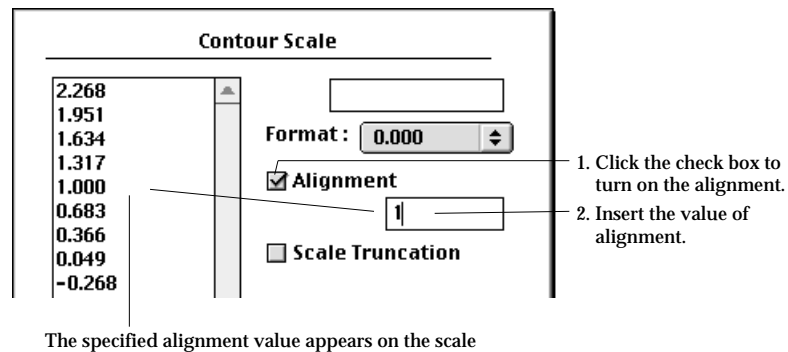 Contour Scale
2.268
1.951
1.634
1.317
1.000
0.683
0.366
0.049
-0.268
Format : 0.000
Alignment
1
Scale Truncation
1. Click the check box to
turn on the alignment.
2. Insert the value of
alignment.
The specified alignment value appears on the scale